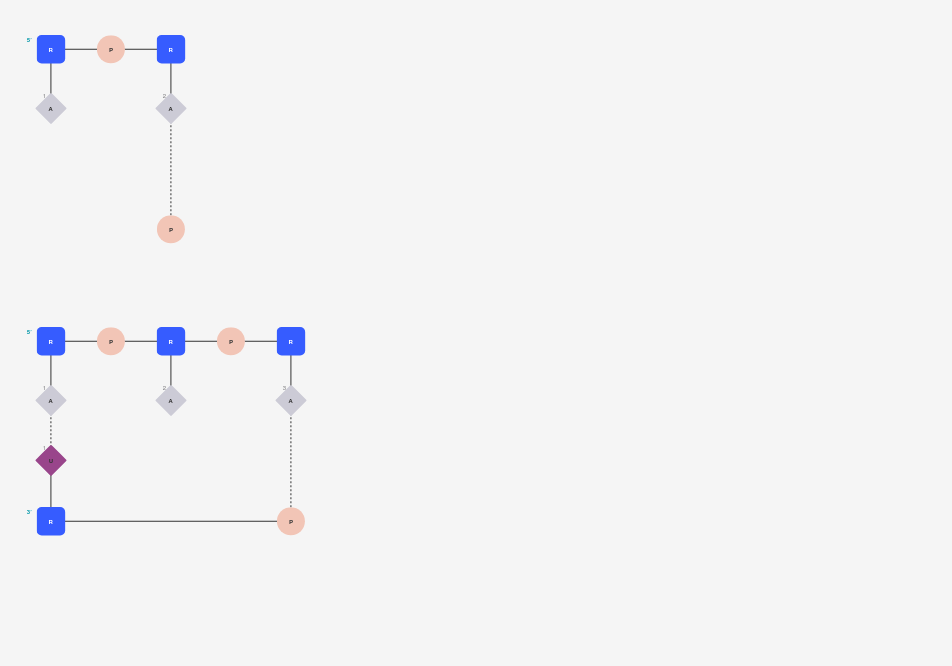 5' R P R
1 A 2 A
P
5' R P R P R
1 A 2 A 3 A
U
3' R P